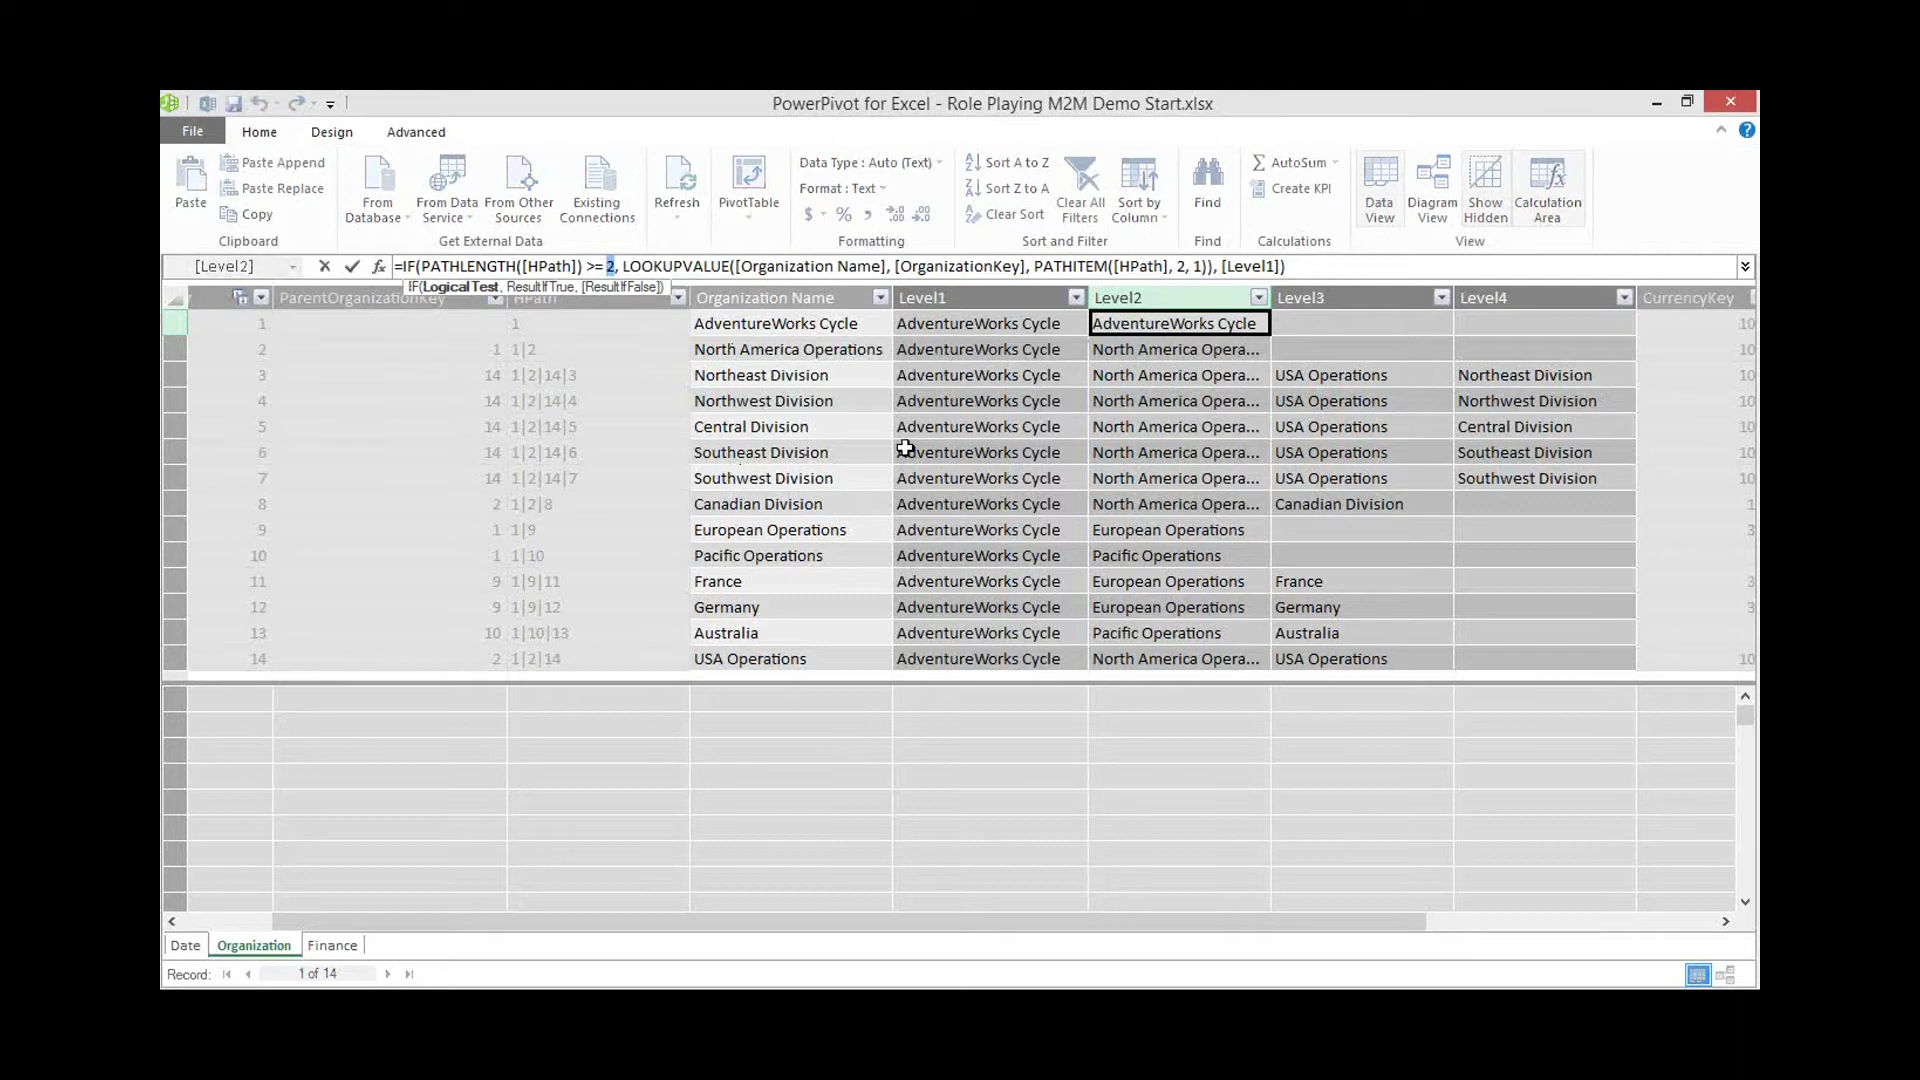 PowerPivot for Excel - Role Playing M2M Demo Start.xlsx
File Home Design Advanced
Paste
Paste Append
Paste Replace
Copy
Clipboard
From Database
From Data Service
From Other Sources
Existing Connections
Get External Data
Refresh
PivotTable
Data Type : Auto (Text)
Format : Text
$ % ,
Formatting
Sort A to Z
Sort Z to A
Clear Sort
Clear All Filters
Sort by Column
Sort and Filter
Find
Find
AutoSum
Create KPI
Calculations
Data View
Diagram View
Show Hidden
Calculation Area
View
[Level2] fx =IF(PATHLENGTH([HPath]) >= 2, LOOKUPVALUE([Organization Name], [OrganizationKey], PATHITEM([HPath], 2, 1)), [Level1])
IF(LogicalTest, ResultIfTrue, [ResultIfFalse])
ParentOrganizationKey HPath Organization Name Level1 Level2 Level3 Level4 CurrencyKey
1 1 AdventureWorks Cycle AdventureWorks Cycle AdventureWorks Cycle 10
2 1 1|2 North America Operations AdventureWorks Cycle North America Opera... 10
3 14 1|2|14|3 Northeast Division AdventureWorks Cycle North America Opera... USA Operations Northeast Division 10
4 14 1|2|14|4 Northwest Division AdventureWorks Cycle North America Opera... USA Operations Northwest Division 10
5 14 1|2|14|5 Central Division AdventureWorks Cycle North America Opera... USA Operations Central Division 10
6 14 1|2|14|6 Southeast Division AdventureWorks Cycle North America Opera... USA Operations Southeast Division 10
7 14 1|2|14|7 Southwest Division AdventureWorks Cycle North America Opera... USA Operations Southwest Division 10
8 2 1|2|8 Canadian Division AdventureWorks Cycle North America Opera... Canadian Division 1
9 1 1|9 European Operations AdventureWorks Cycle European Operations 3
10 1 1|10 Pacific Operations AdventureWorks Cycle Pacific Operations
11 9 1|9|11 France AdventureWorks Cycle European Operations France 3
12 9 1|9|12 Germany AdventureWorks Cycle European Operations Germany 3
13 10 1|10|13 Australia AdventureWorks Cycle Pacific Operations Australia
14 2 1|2|14 USA Operations AdventureWorks Cycle North America Opera... USA Operations 10
Date Organization Finance
Record: 1 of 14